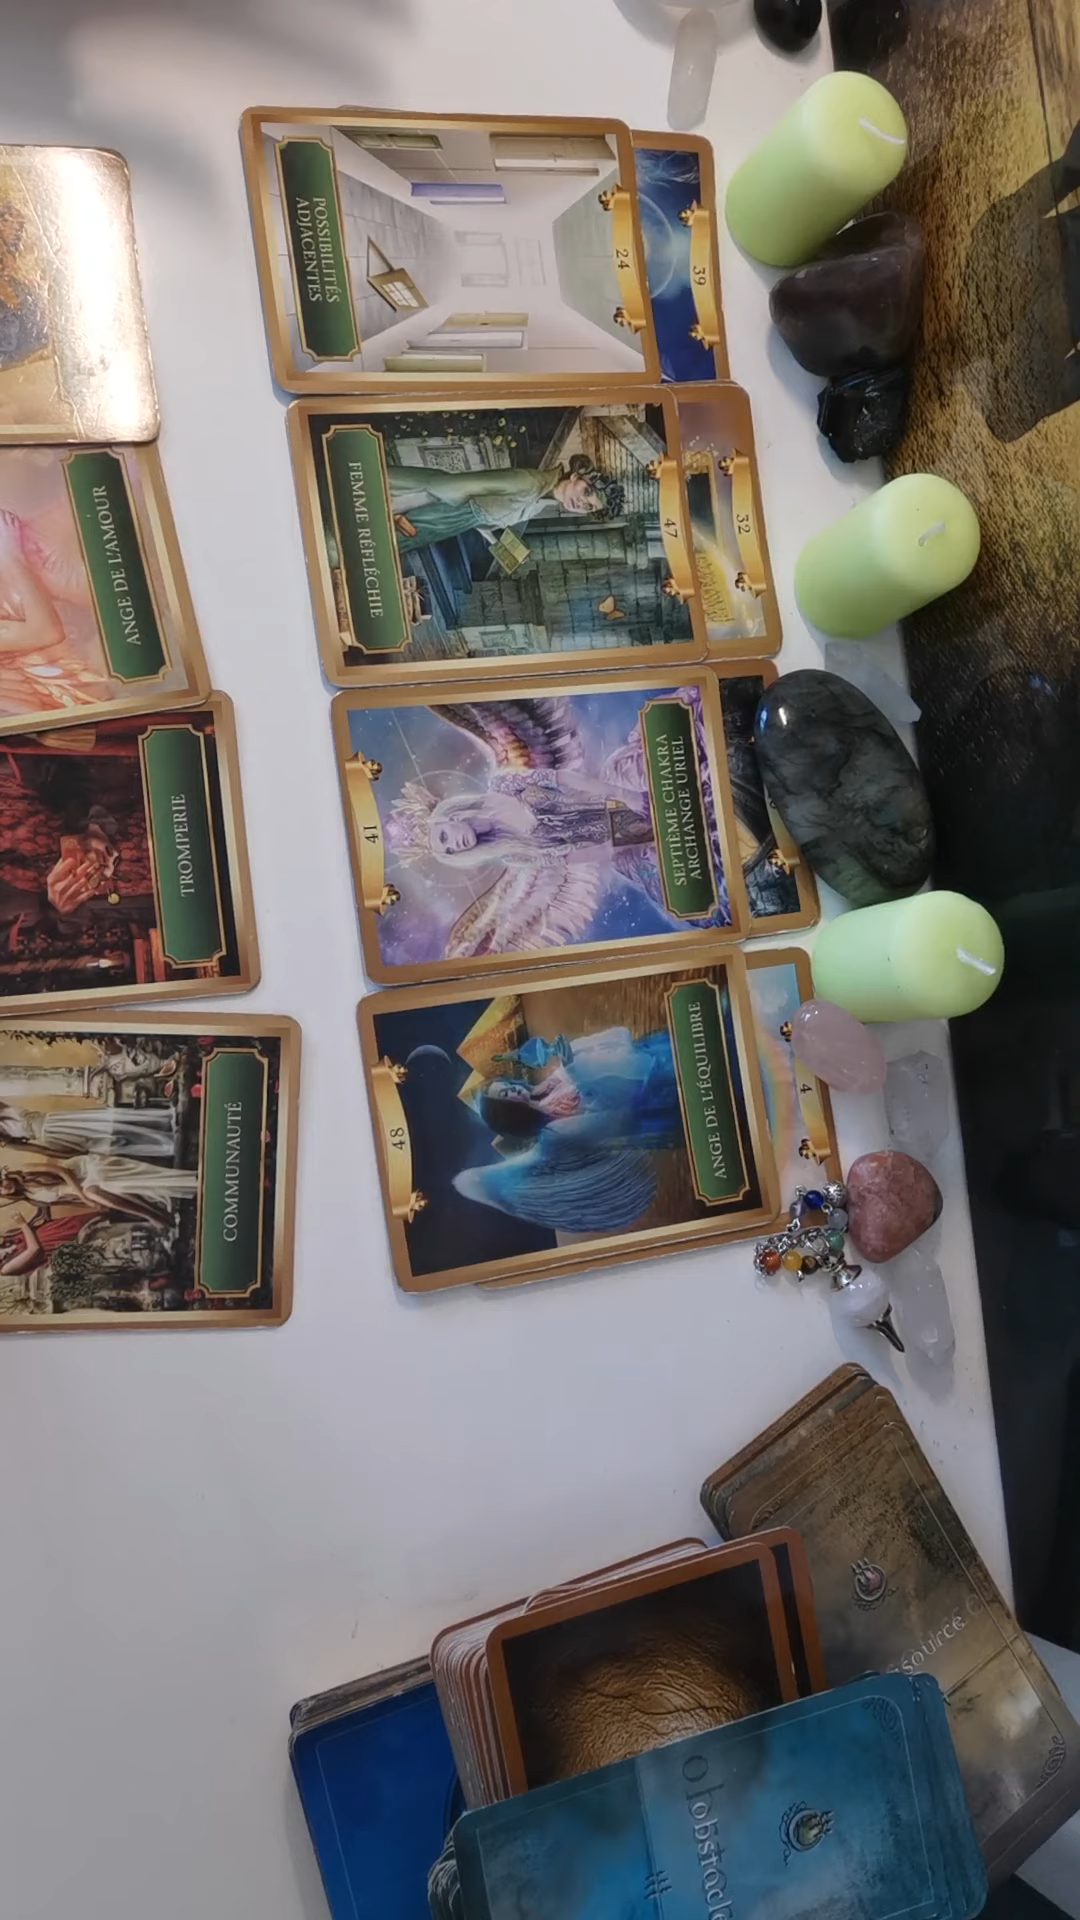 24
POSSIBILITÉS
ADJACENTES
39
FEMME RÉFLÉCHIE
47
32
41
SEPTIÈME CHAKRA
ARCHANGE URIEL
48
ANGE DE L'ÉQUILIBRE
4
ANGE DE L'AMOUR
TROMPERIE
COMMUNAUTÉ